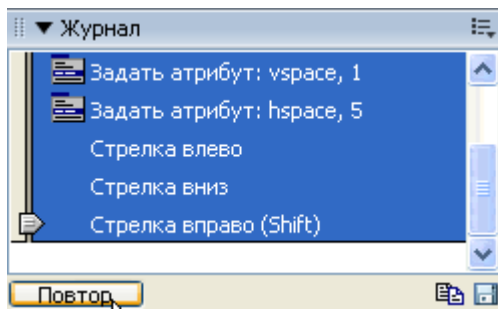 Журнал
Задать атрибут: vspace, 1
Задать атрибут: hspace, 5
Стрелка влево
Стрелка вниз
Стрелка вправо (Shift)
Повтор